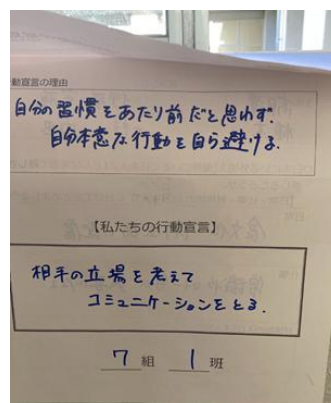 動宣言の理由
自分の習慣をあたり前だと思わず.
自分本意な行動を自ら避ける.
【私たちの行動宣言】
相手の立場を考えて
コミュニケーションをとる.
7組 1班